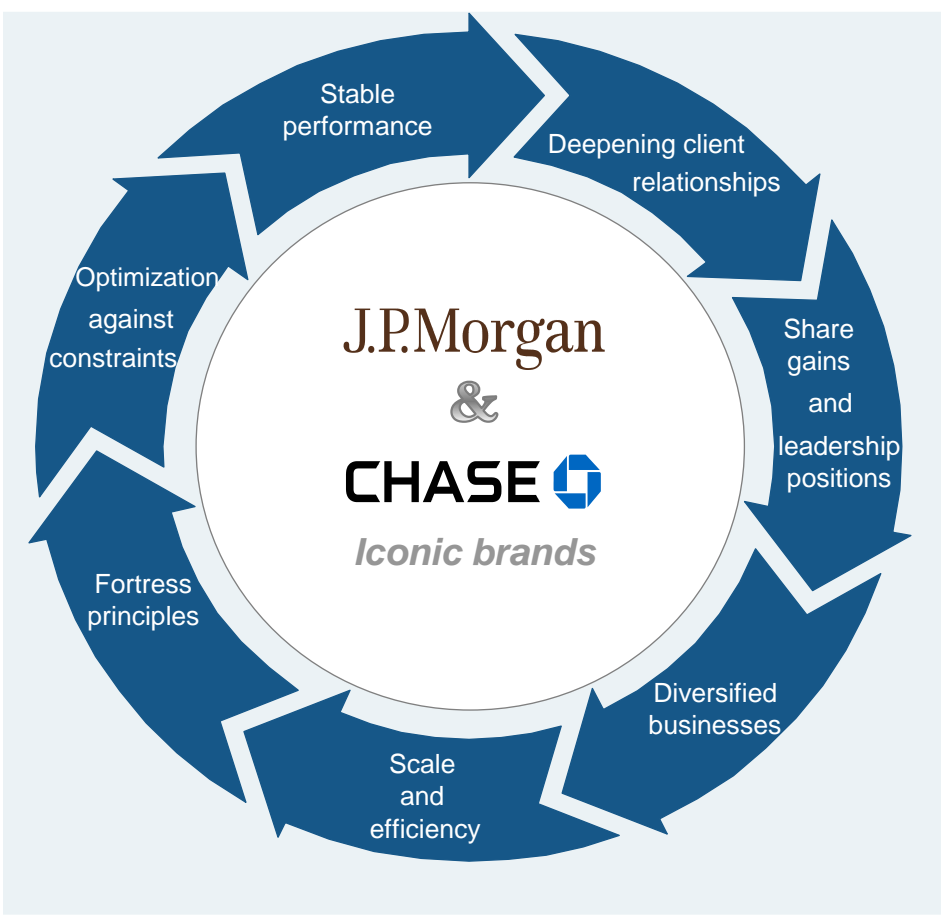 Stable
performance
Deepening client
relationships
Share
gains
and
leadership
positions
Diversified
businesses
Scale
and
efficiency
Fortress
principles
Optimization
against
constraints
J.P.Morgan
&
CHASE
Iconic brands